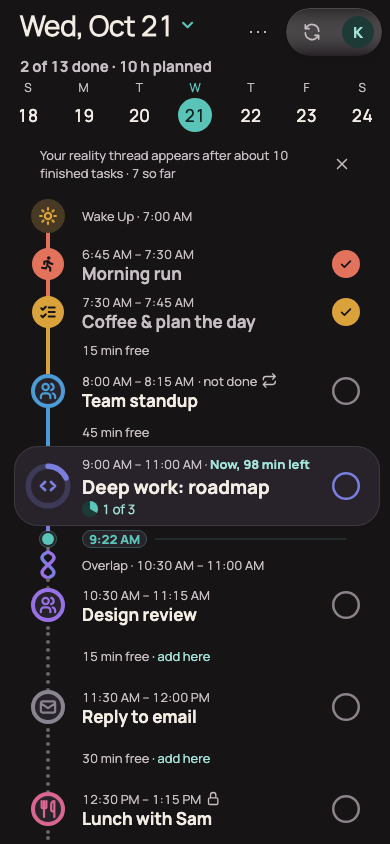 Wed, Oct 21
...
K
2 of 13 done · 10 h planned
S M T W T F S
18 19 20 21 22 23 24
Your reality thread appears after about 10
finished tasks · 7 so far
Wake Up · 7:00 AM
6:45 AM – 7:30 AM
Morning run
7:30 AM – 7:45 AM
Coffee & plan the day
15 min free
8:00 AM – 8:15 AM · not done
Team standup
45 min free
9:00 AM – 11:00 AM · Now, 98 min left
Deep work: roadmap
1 of 3
9:22 AM
Overlap · 10:30 AM – 11:00 AM
10:30 AM – 11:15 AM
Design review
15 min free · add here
11:30 AM – 12:00 PM
Reply to email
30 min free · add here
12:30 PM – 1:15 PM
Lunch with Sam